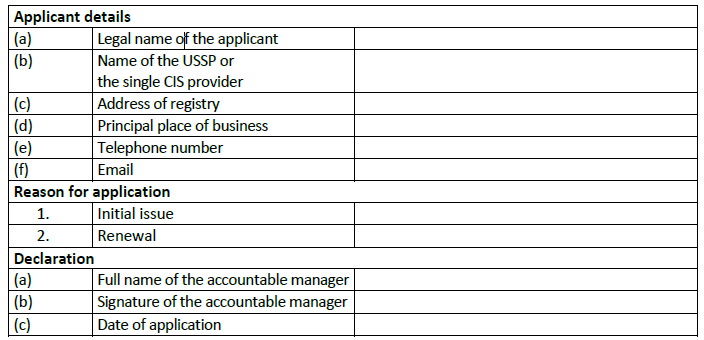 Applicant details
(a) Legal name of the applicant
(b) Name of the USSP or
the single CIS provider
(c) Address of registry
(d) Principal place of business
(e) Telephone number
(f) Email
Reason for application
1. Initial issue
2. Renewal
Declaration
(a) Full name of the accountable manager
(b) Signature of the accountable manager
(c) Date of application